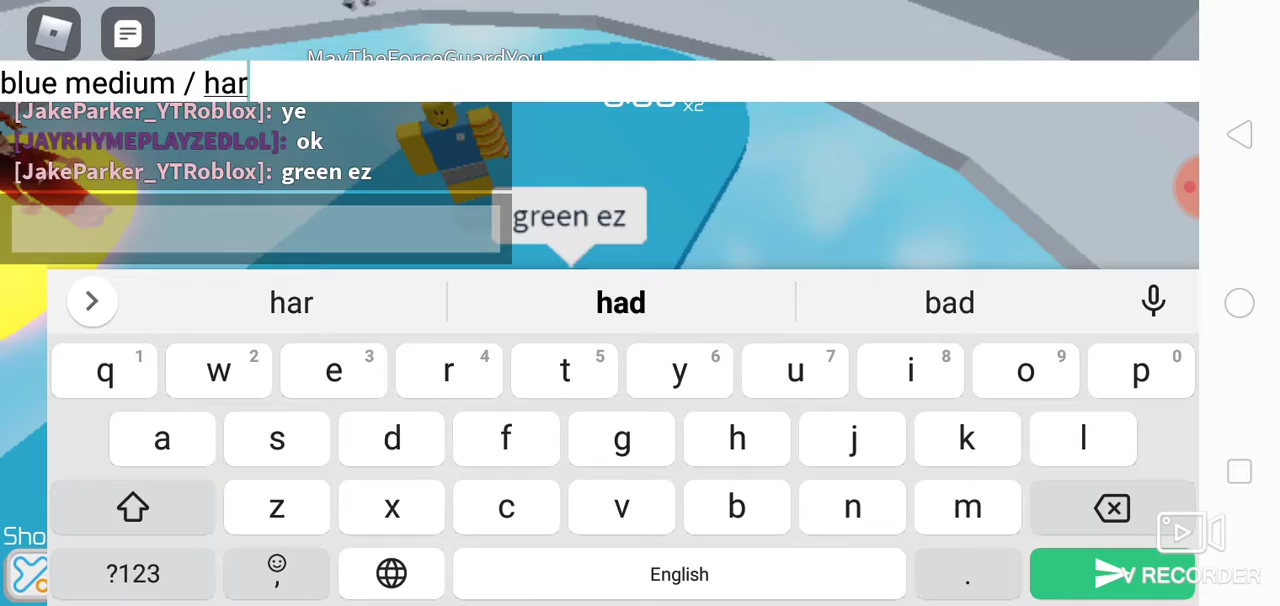 MayTheForceGuardYou
blue medium / har
x2
[JakeParker_YTRoblox]: ye
[JAYRHYMEPLAYZEDLoL]: ok
[JakeParker_YTRoblox]: green ez
green ez
har had bad
q 1 w 2 e 3 r 4 t 5 y 6 u 7 i 8 o 9 p 0
a s d f g h j k l
z x c v b n m
Sho
?123 , English .
V RECORDER